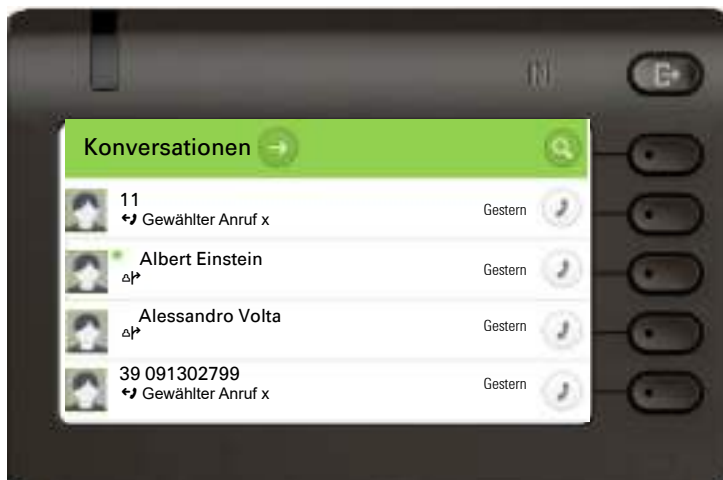 Konversationen
11
Gewählter Anruf x
Gestern
Albert Einstein
Gestern
Alessandro Volta
Gestern
39 091302799
Gewählter Anruf x
Gestern